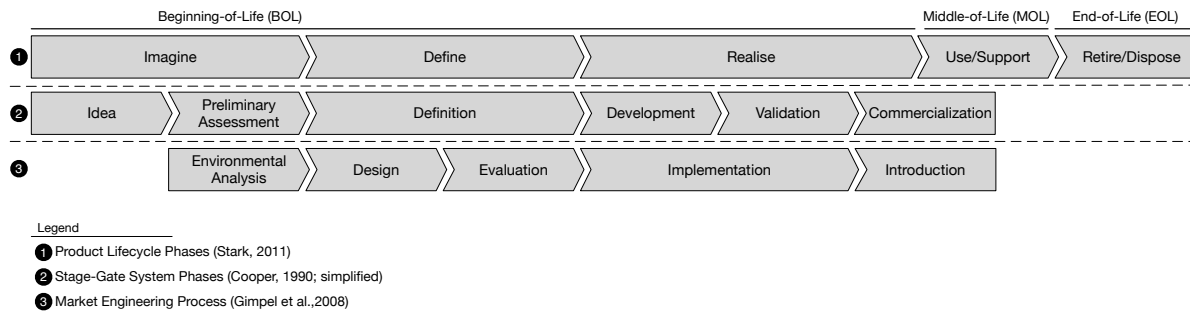 Beginning-of-Life (BOL) Middle-of-Life (MOL) End-of-Life (EOL)
1 Imagine Define Realise Use/Support Retire/Dispose
2 Idea Preliminary Assessment Definition Development Validation Commercialization
3 Environmental Analysis Design Evaluation Implementation Introduction
Legend
1 Product Lifecycle Phases (Stark, 2011)
2 Stage-Gate System Phases (Cooper, 1990; simplified)
3 Market Engineering Process (Gimpel et al.,2008)